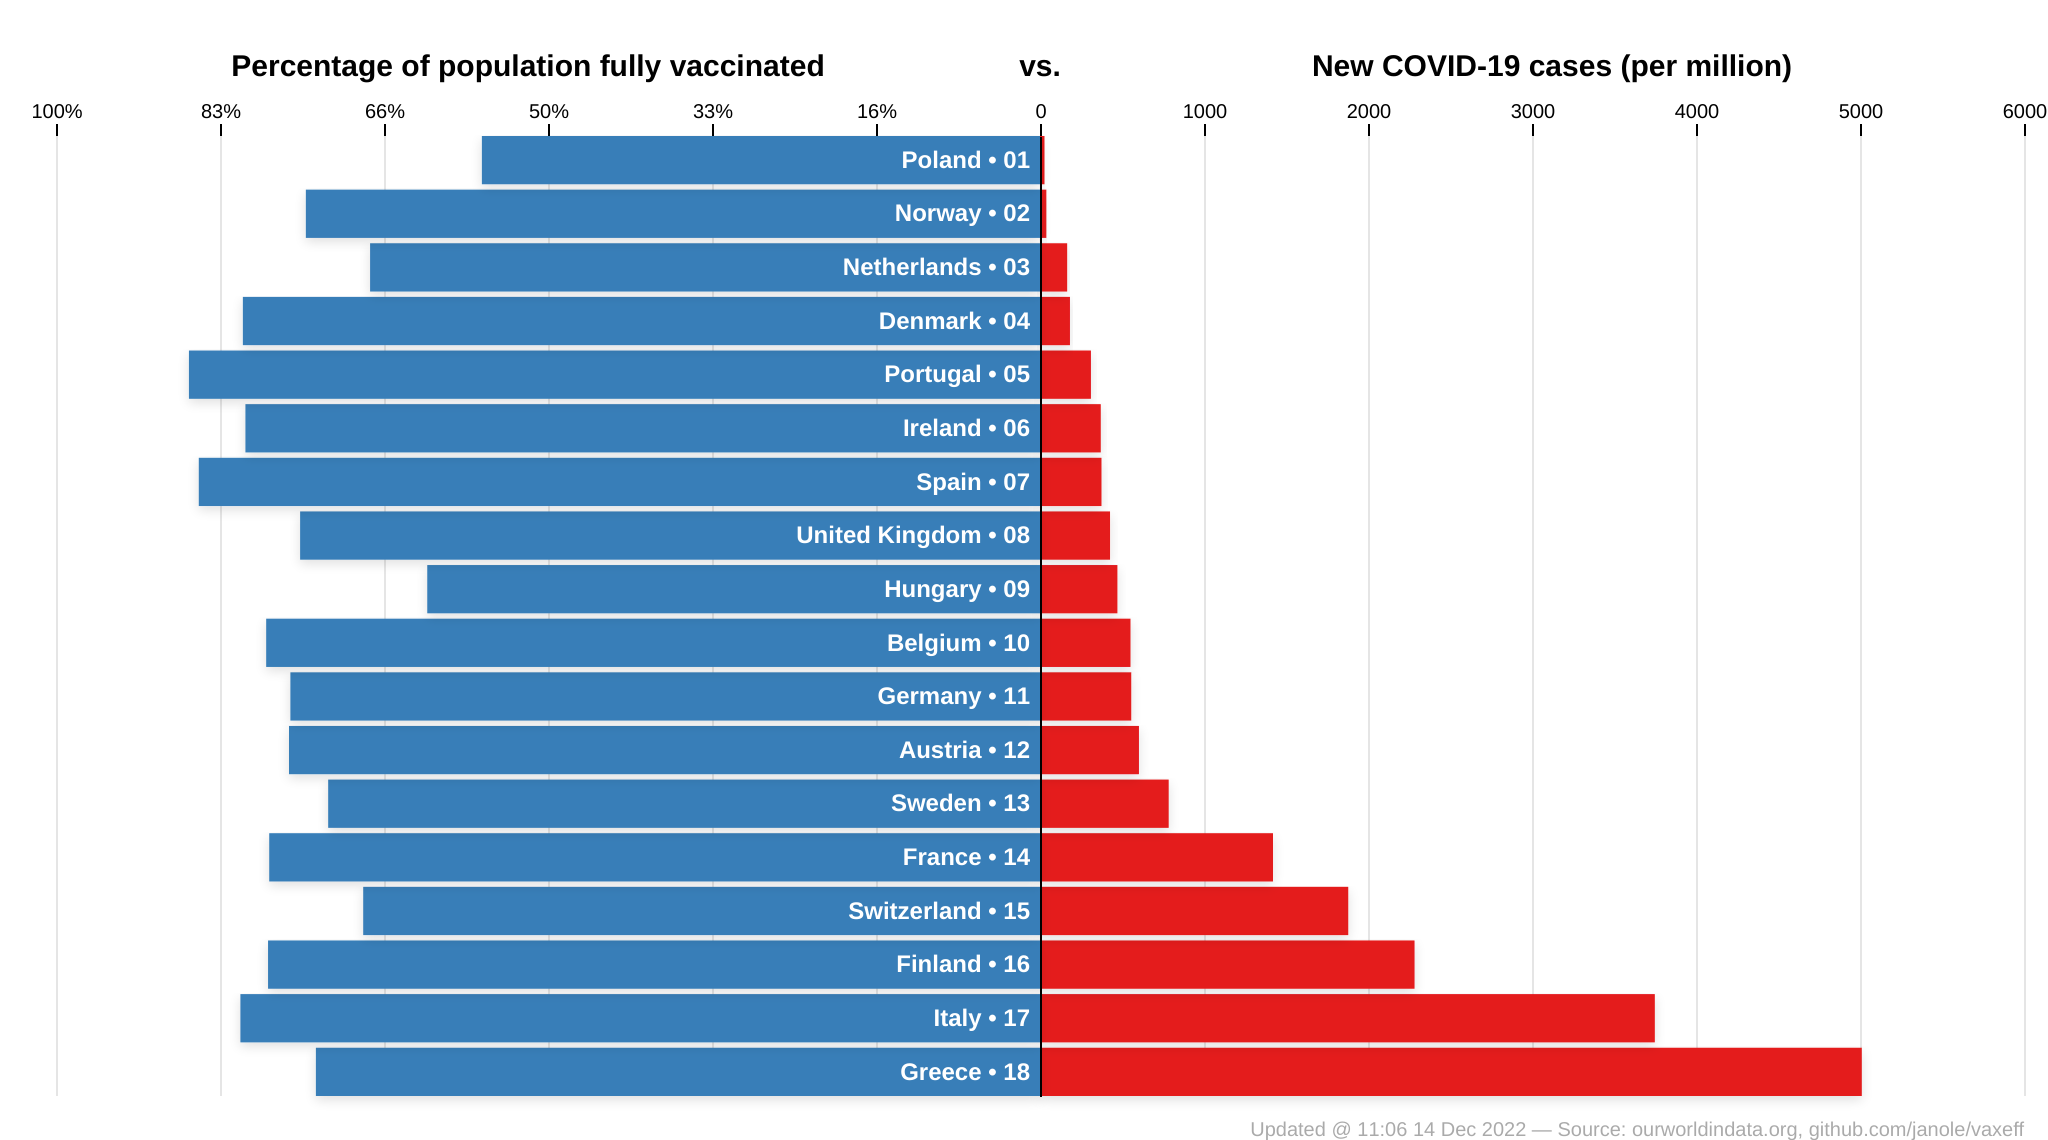 Percentage of population fully vaccinated vs. New COVID-19 cases (per million)
100% 83% 66% 50% 33% 16% 0 1000 2000 3000 4000 5000 6000
Poland • 01
Norway • 02
Netherlands • 03
Denmark • 04
Portugal • 05
Ireland • 06
Spain • 07
United Kingdom • 08
Hungary • 09
Belgium • 10
Germany • 11
Austria • 12
Sweden • 13
France • 14
Switzerland • 15
Finland • 16
Italy • 17
Greece • 18
Updated @ 11:06 14 Dec 2022 — Source: ourworldindata.org, github.com/janole/vaxeff